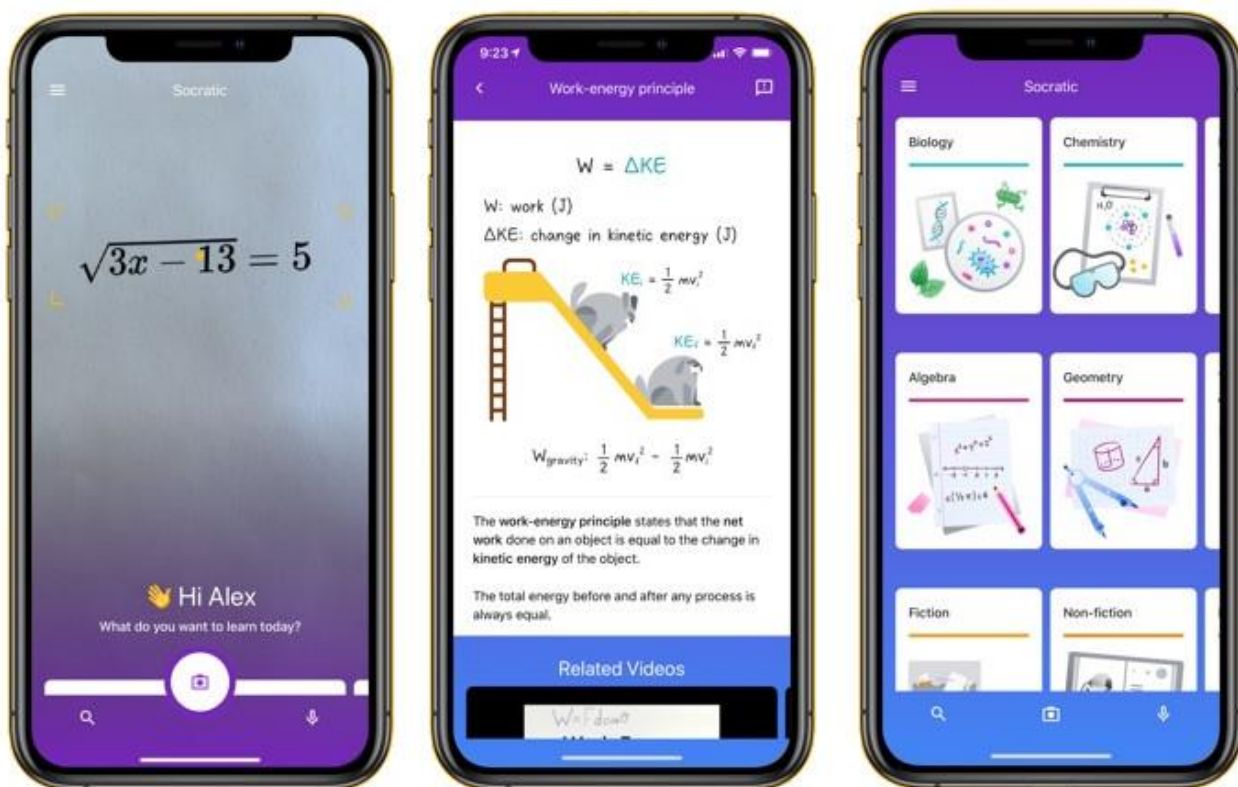 Socratic
√3x − 13 = 5
👋 Hi Alex
What do you want to learn today?
9:23
Work-energy principle
W = ΔKE
W: work (J)
ΔKE: change in kinetic energy (J)
KEᵢ = 1/2 mvᵢ²
KE_f = 1/2 mv_f²
W_gravity: 1/2 mv_f² - 1/2 mvᵢ²
The work-energy principle states that the net
work done on an object is equal to the change in
kinetic energy of the object.
The total energy before and after any process is
always equal.
Related Videos
Socratic
Biology
Chemistry
H₂O
Algebra
Geometry
a
b
Fiction
Non-fiction